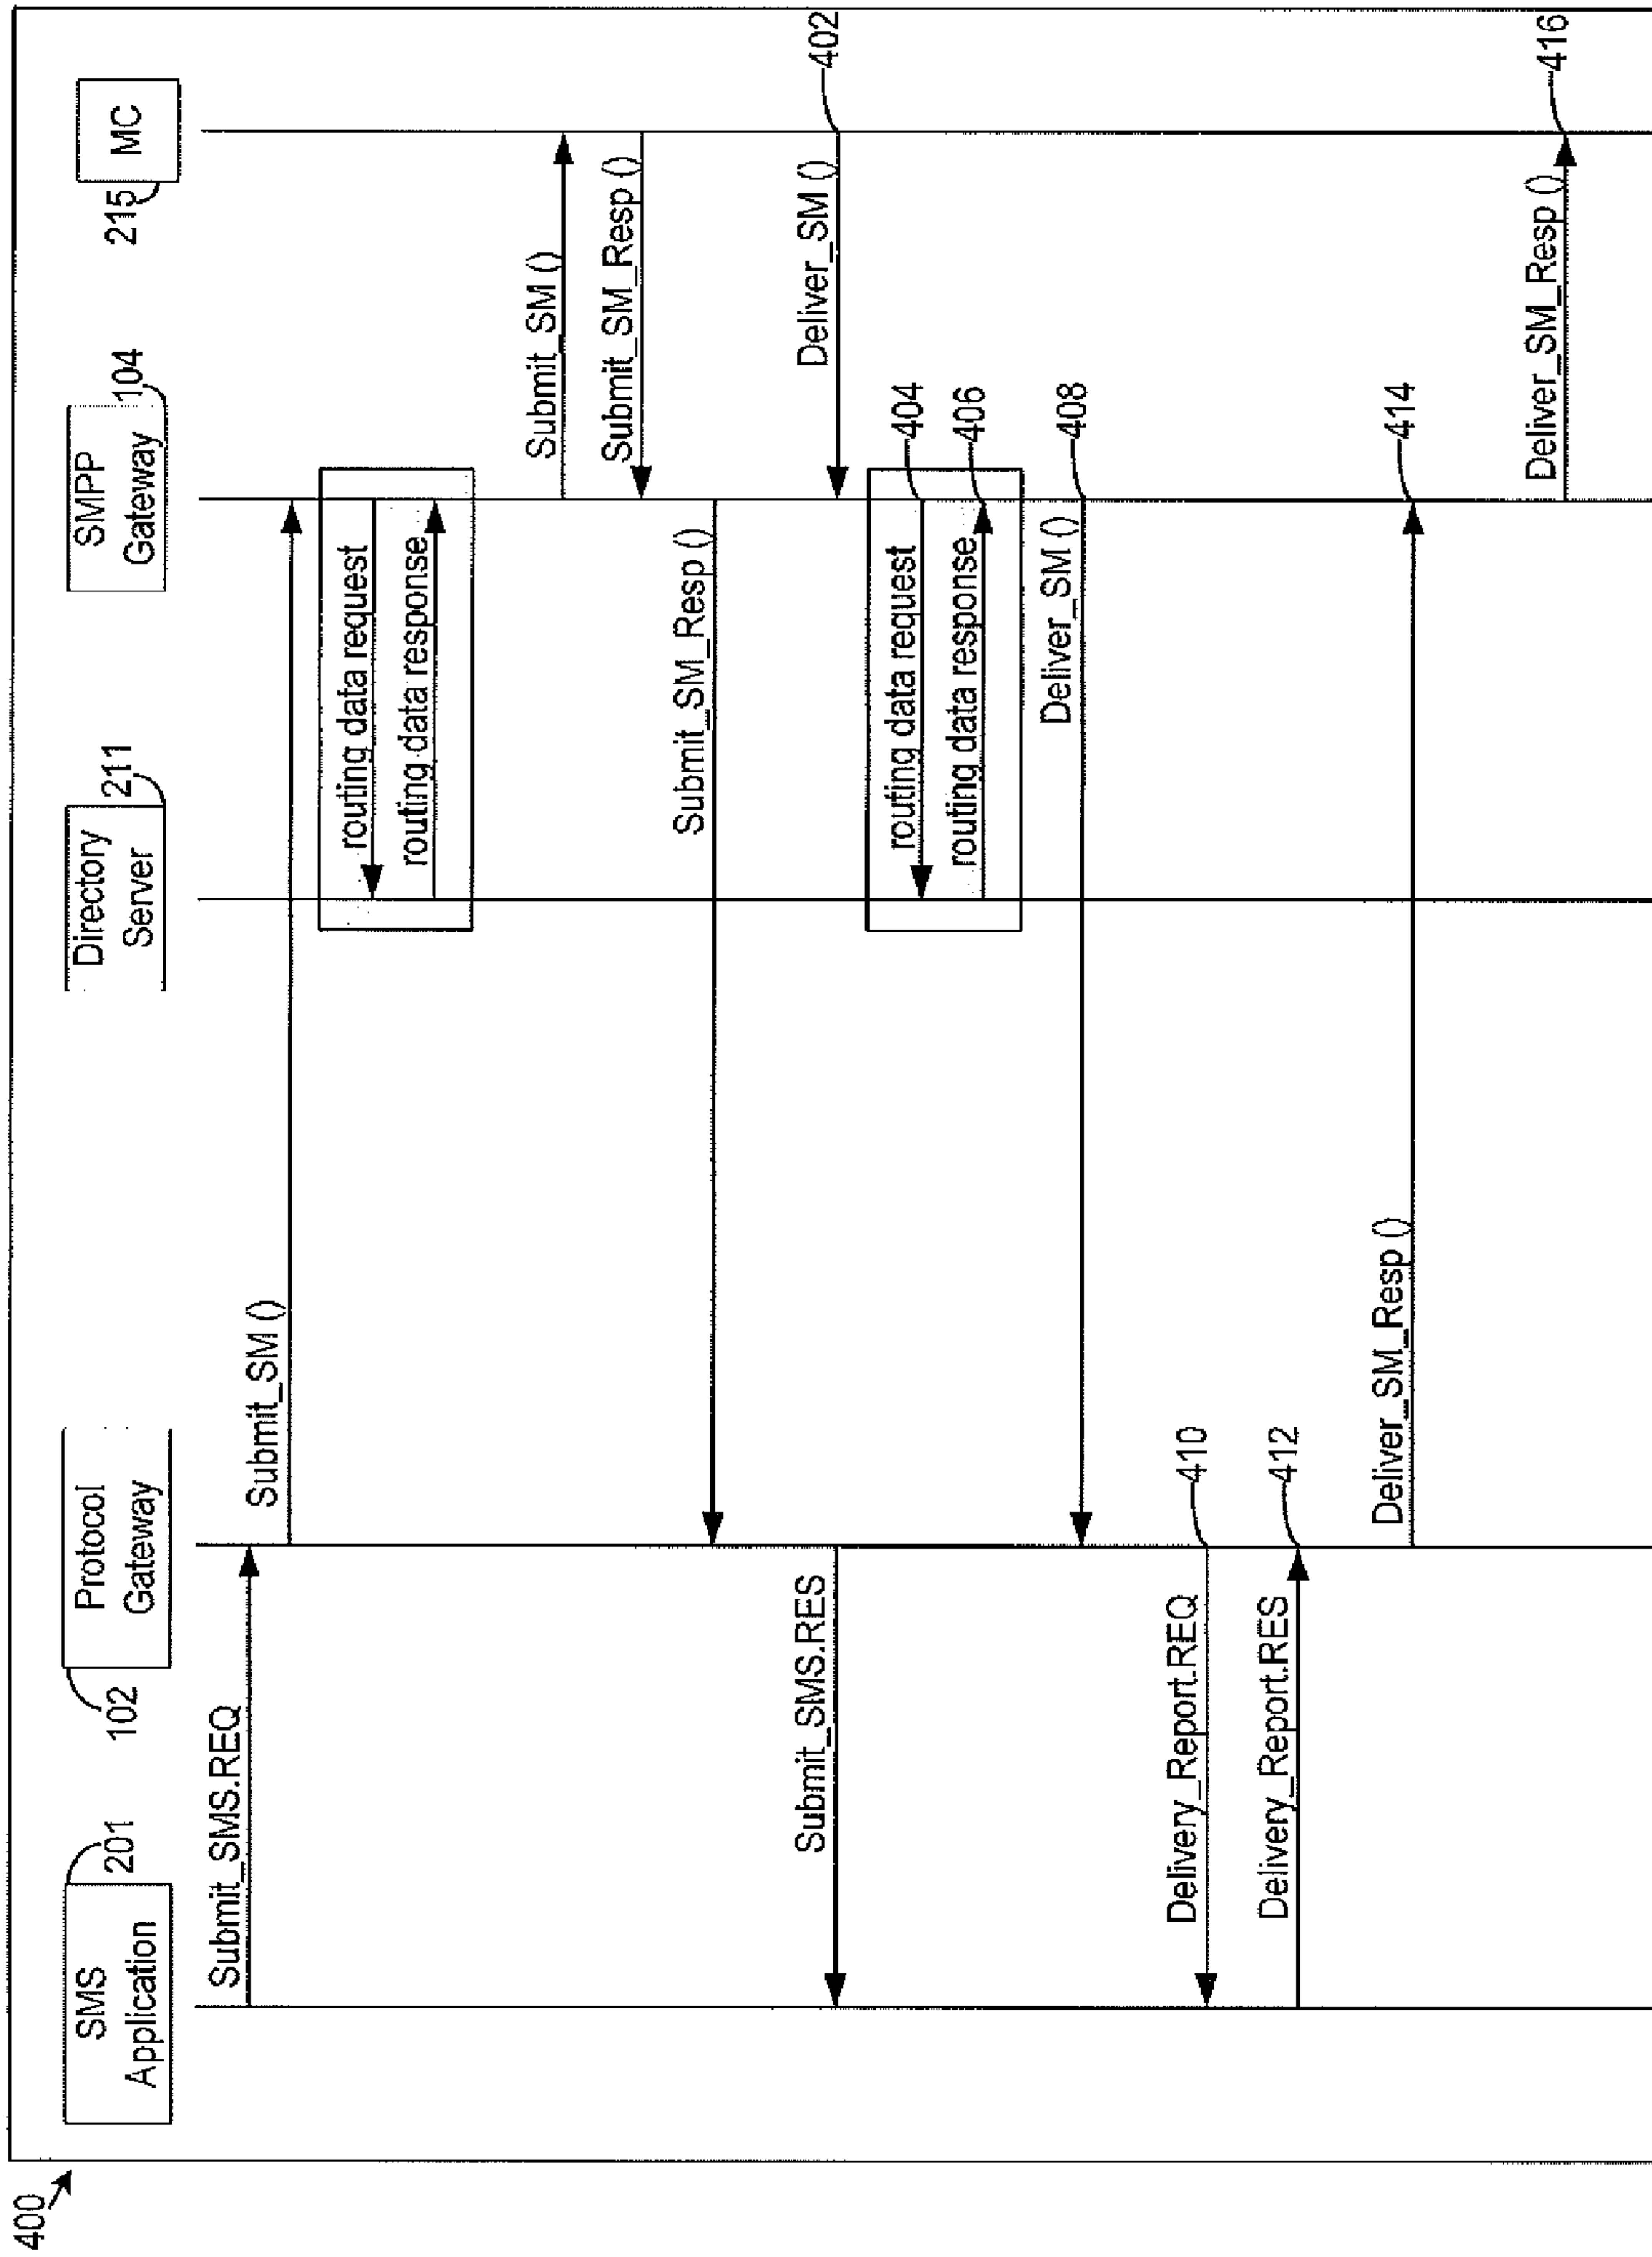 400
SMS
Application
201
Protocol
Gateway
102
Directory
Server
211
SMPP
Gateway
104
MC
215
Submit_SMS.REQ
Submit_SM ()
routing data request
routing data response
Submit_SM ()
Submit_SM_Resp ()
Submit_SM_Resp ()
Submit_SMS.RES
Deliver_SM ()
402
routing data request
404
routing data response
406
Deliver_SM ()
408
Delivery_Report.REQ
410
Delivery_Report.RES
412
Deliver_SM_Resp ()
414
Deliver_SM_Resp ()
416